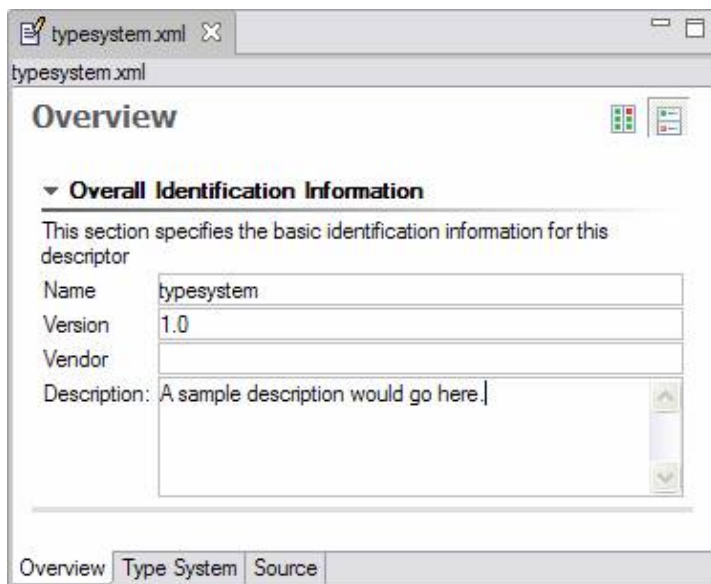 typesystem.xml
typesystem.xml
Overview
Overall Identification Information
This section specifies the basic identification information for this
descriptor
Name typesystem
Version 1.0
Vendor
Description: A sample description would go here.
Overview Type System Source